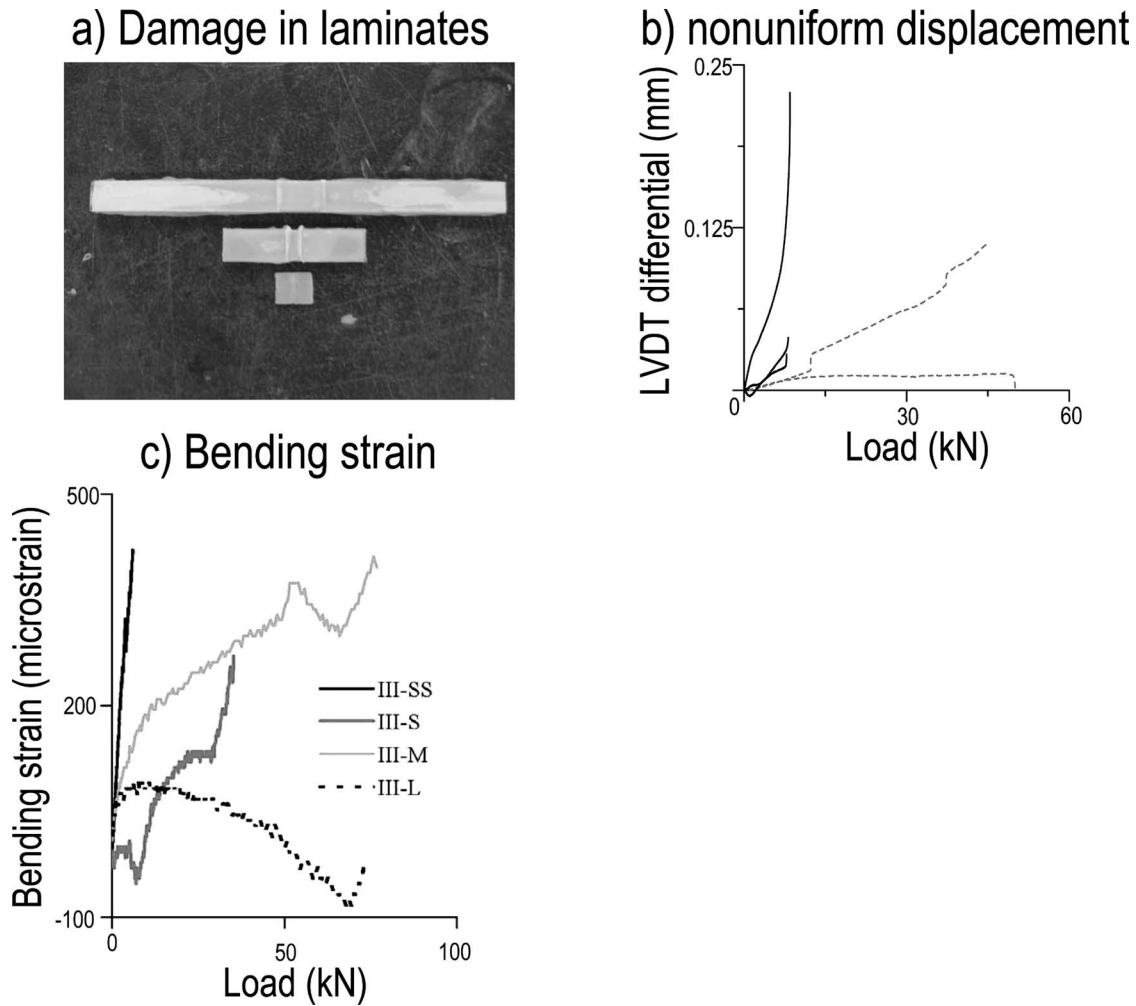 a) Damage in laminates
b) nonuniform displacement
0.25
LVDT differential (mm)
0.125
0
0
30
60
Load (kN)
c) Bending strain
500
Bending strain (microstrain)
200
-100
III-SS
III-S
III-M
III-L
0
50
100
Load (kN)